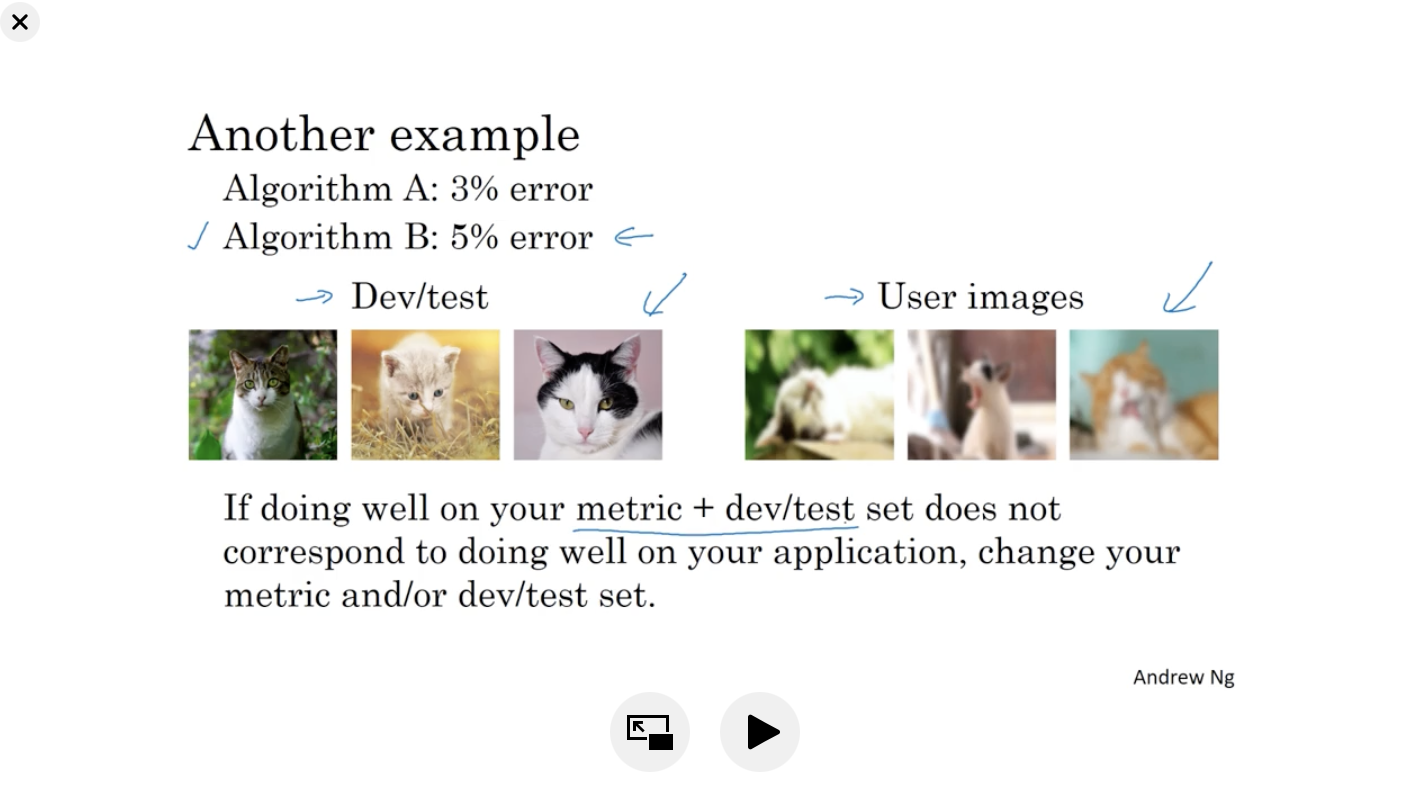 Another example
Algorithm A: 3% error
Algorithm B: 5% error
Dev/test
User images
If doing well on your metric + dev/test set does not
correspond to doing well on your application, change your
metric and/or dev/test set.
Andrew Ng